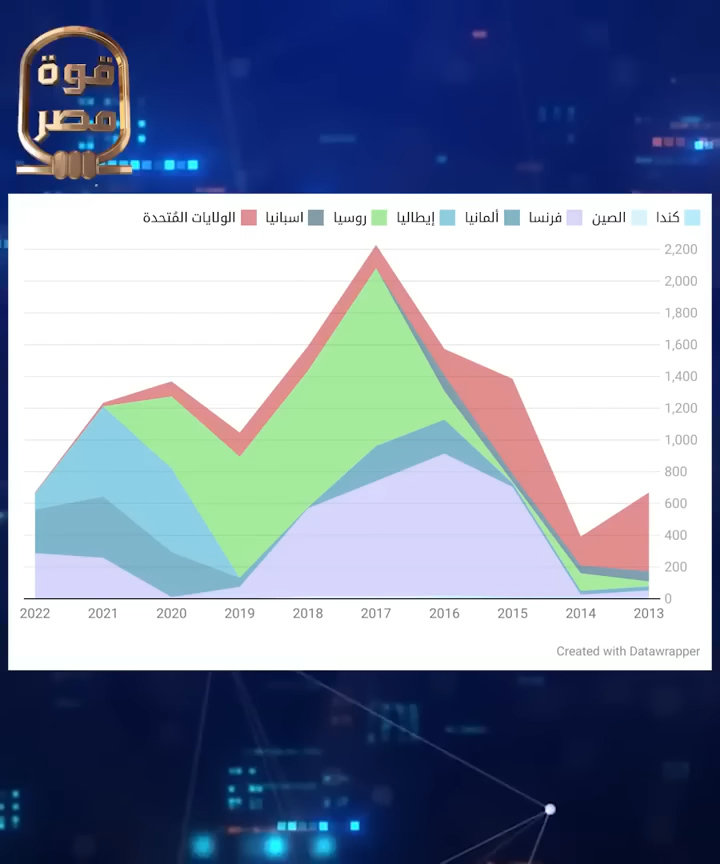 قوة
مصر
كندا الصين فرنسا ألمانيا إيطاليا روسيا اسبانيا الولايات المُتحدة
2,200
2,000
1,800
1,600
1,400
1,200
1,000
800
600
400
200
0
2022 2021 2020 2019 2018 2017 2016 2015 2014 2013
Created with Datawrapper